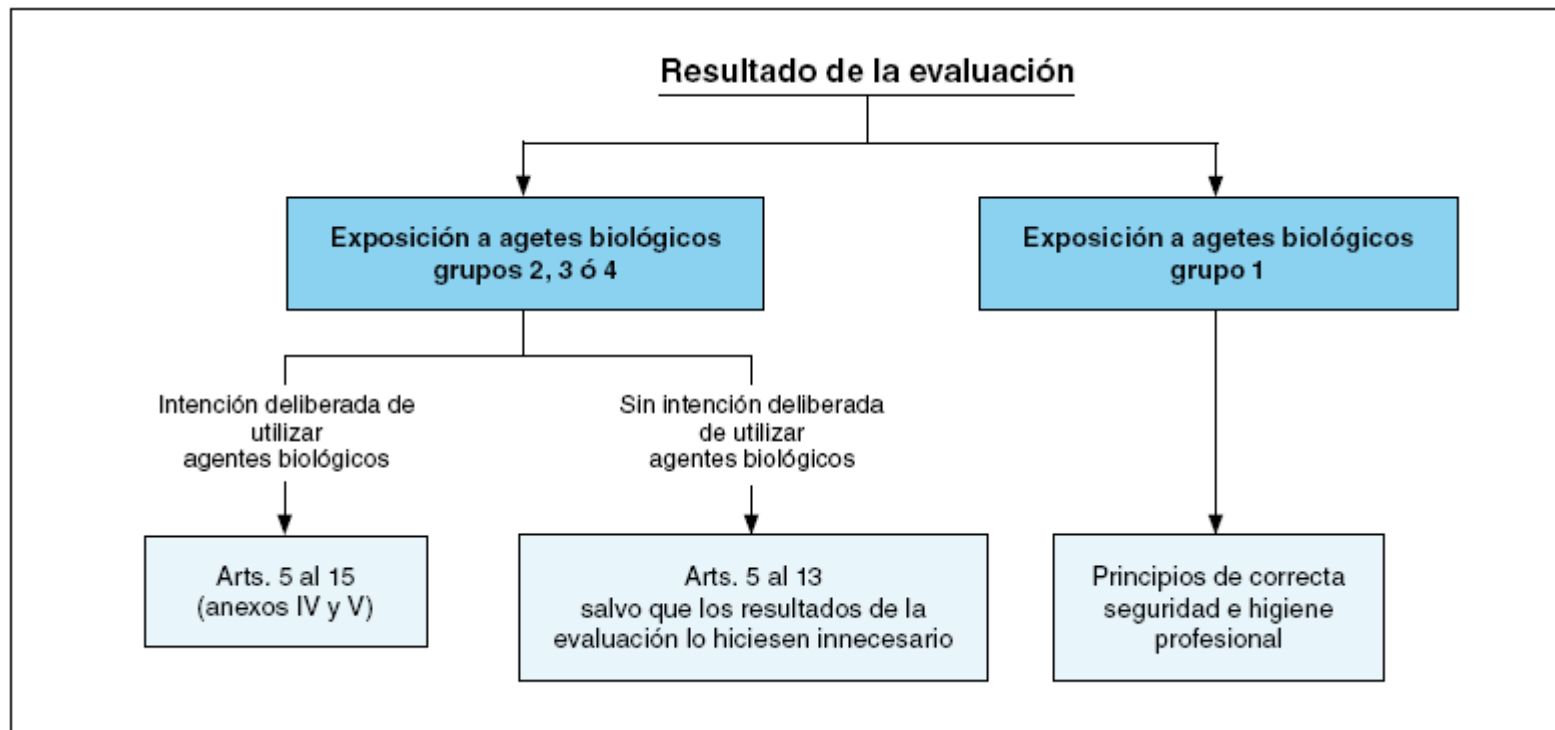 Resultado de la evaluación
Exposición a agetes biológicos
grupos 2, 3 ó 4
Exposición a agetes biológicos
grupo 1
Intención deliberada de
utilizar
agentes biológicos
Sin intención deliberada
de utilizar
agentes biológicos
Arts. 5 al 15
(anexos IV y V)
Arts. 5 al 13
salvo que los resultados de la
evaluación lo hiciesen innecesario
Principios de correcta
seguridad e higiene
profesional